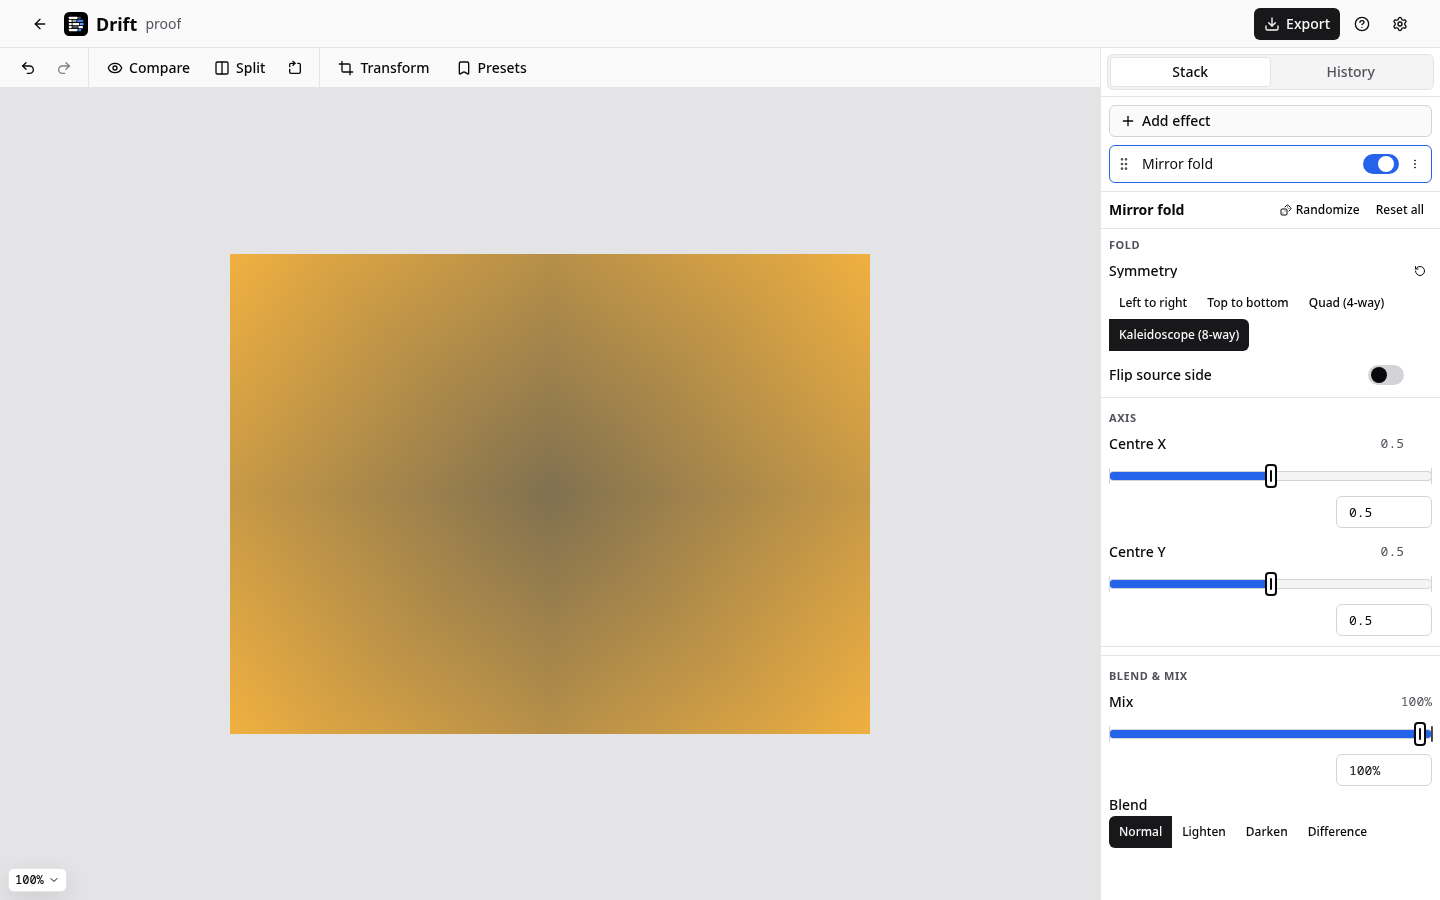 Drift proof
Export
Compare Split Transform Presets
Stack History
Add effect
Mirror fold
Mirror fold Randomize Reset all
FOLD
Symmetry
Left to right Top to bottom Quad (4-way)
Kaleidoscope (8-way)
Flip source side
AXIS
Centre X 0.5
0.5
Centre Y 0.5
0.5
BLEND & MIX
Mix 100%
100%
Blend
Normal Lighten Darken Difference
100%